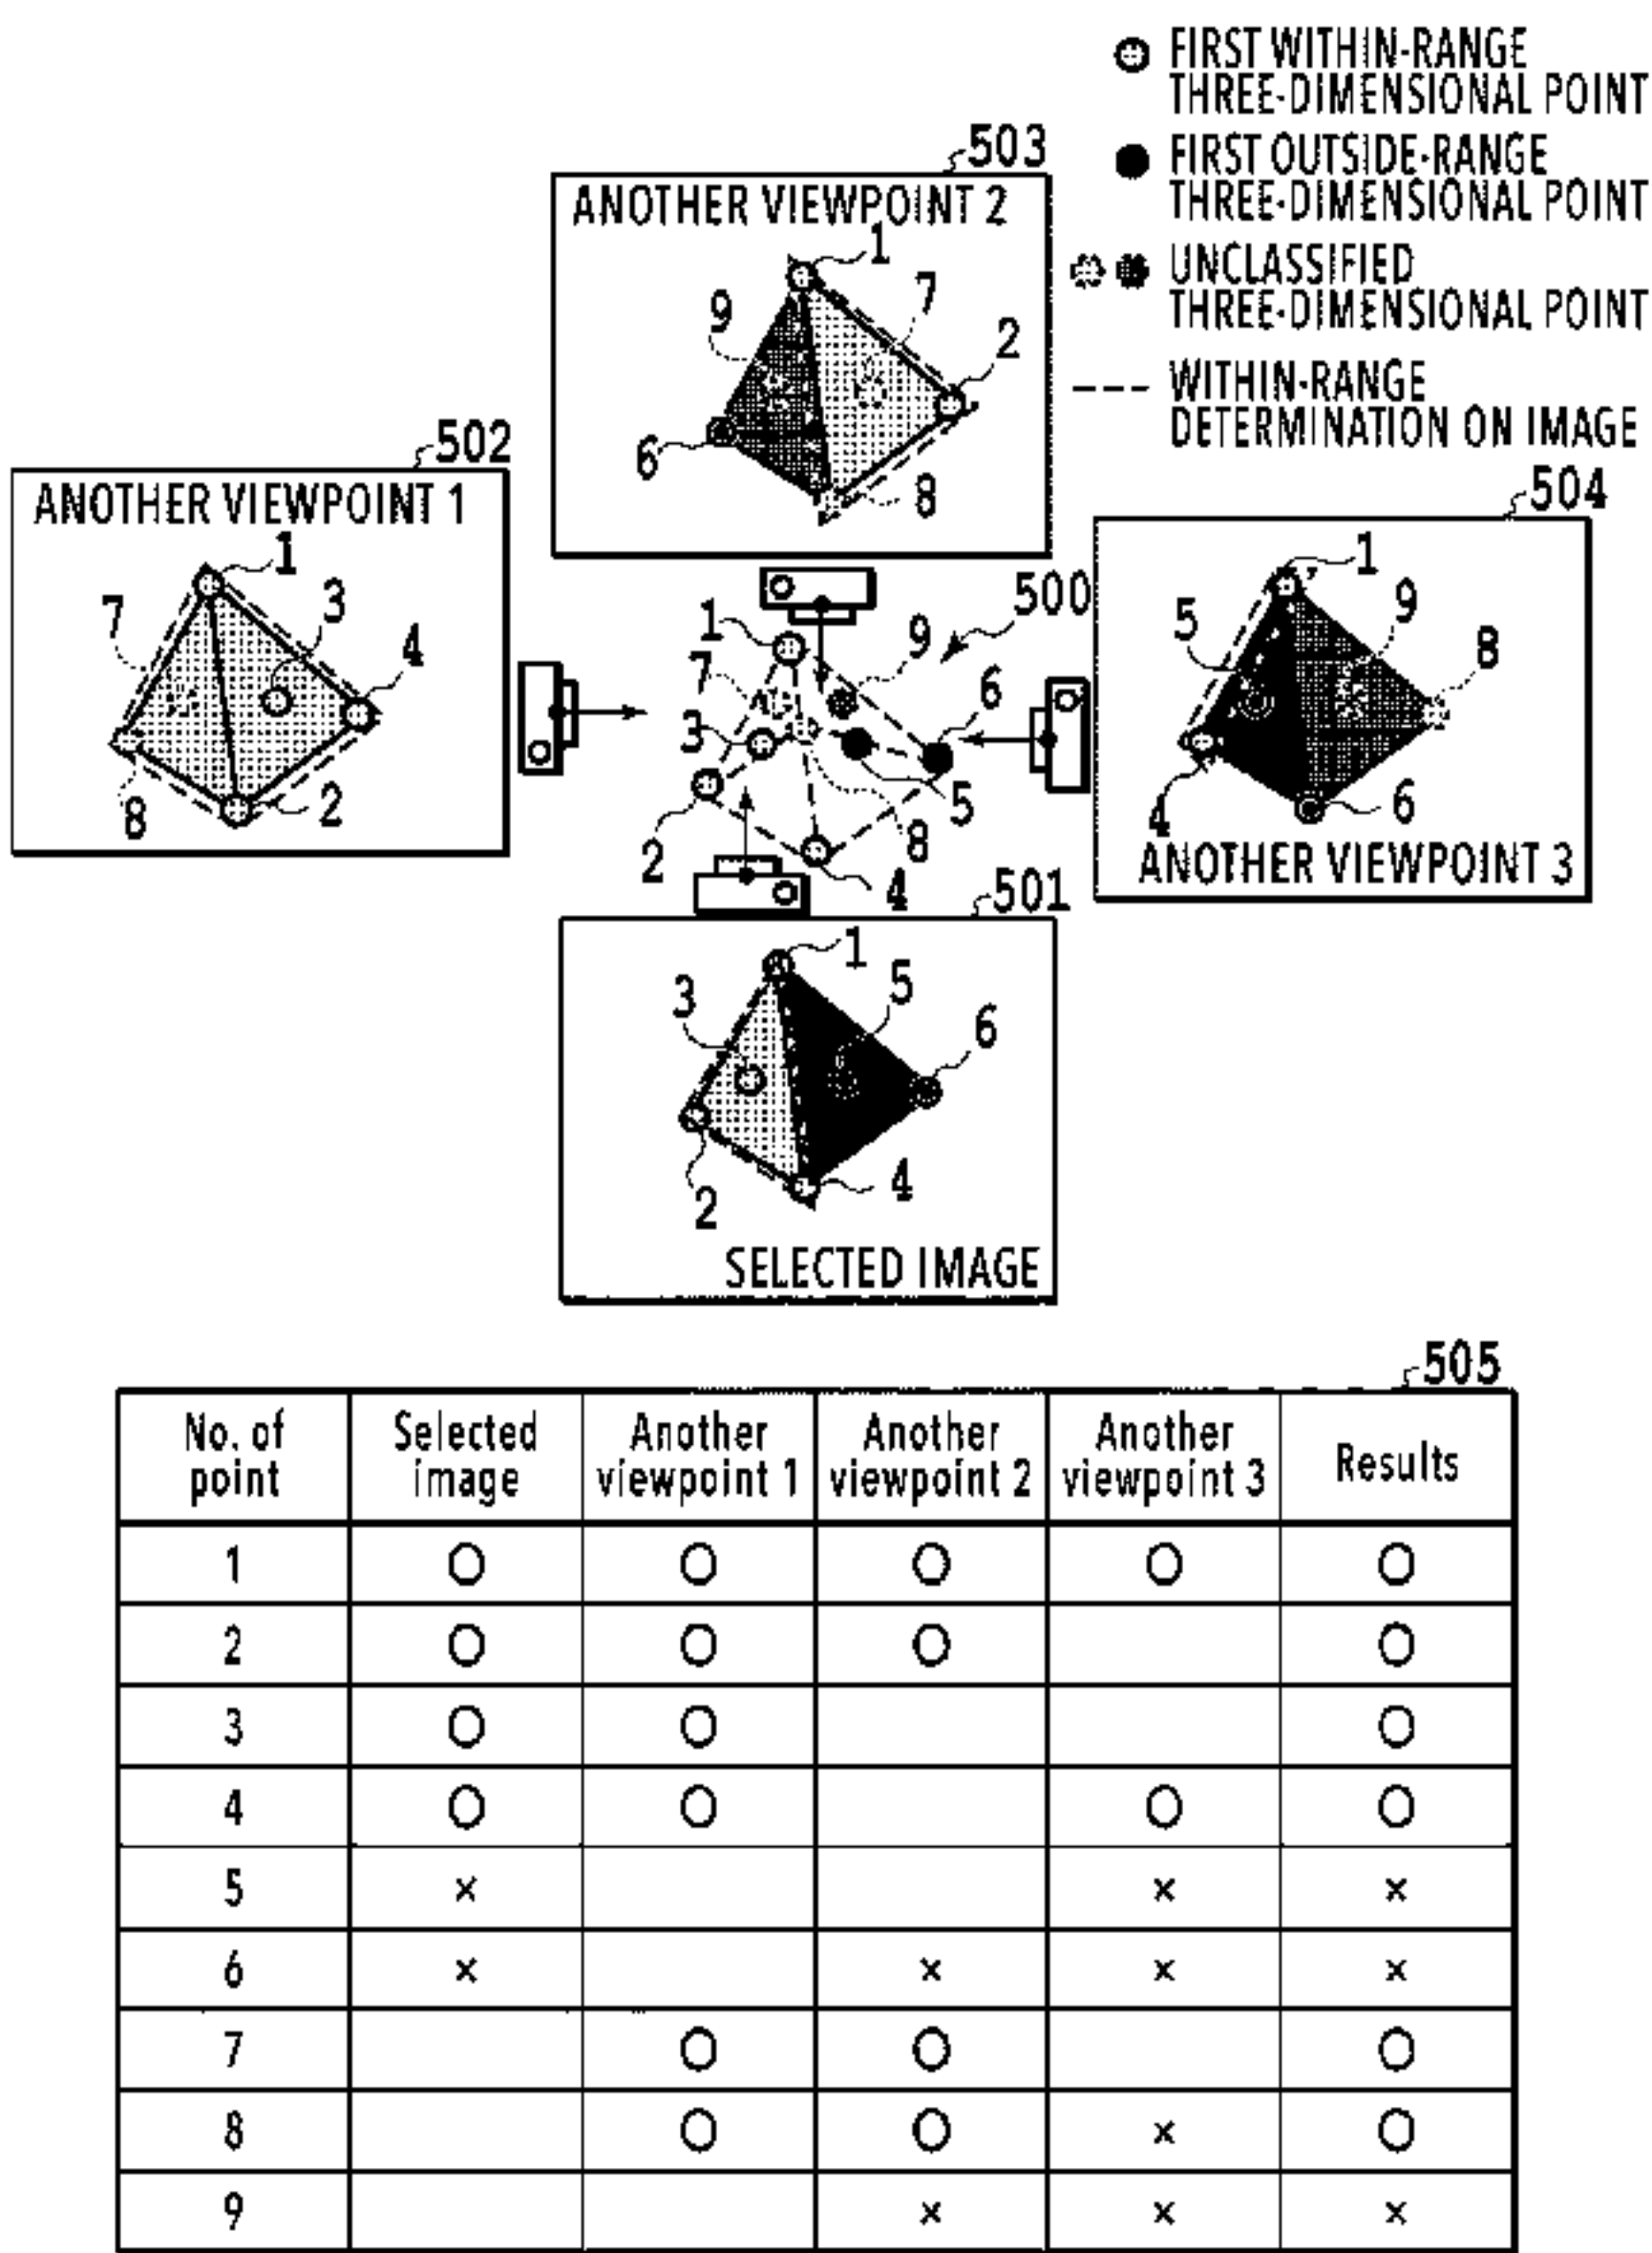 FIRST WITHIN-RANGE
THREE-DIMENSIONAL POINT
FIRST OUTSIDE-RANGE
THREE-DIMENSIONAL POINT
UNCLASSIFIED
THREE-DIMENSIONAL POINT
WITHIN-RANGE
DETERMINATION ON IMAGE
503
ANOTHER VIEWPOINT 2
1
7
9
2
6
8
502
ANOTHER VIEWPOINT 1
1
3
7
4
8
2
504
1
5
9
8
4
6
ANOTHER VIEWPOINT 3
500
1
9
7
6
3
5
2
8
4
501
1
3
5
6
2
4
SELECTED IMAGE
505
No. of point Selected image Another viewpoint 1 Another viewpoint 2 Another viewpoint 3 Results
1 ○ ○ ○ ○ ○
2 ○ ○ ○ ○
3 ○ ○ ○
4 ○ ○ ○ ○
5 × × ×
6 × × × ×
7 ○ ○ ○
8 ○ ○ × ○
9 × × ×